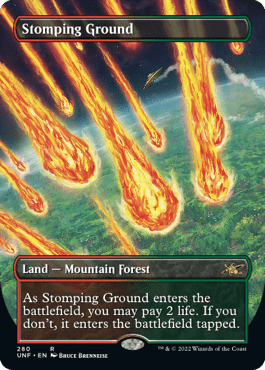 Stomping Ground
Land — Mountain Forest
As Stomping Ground enters the
battlefield, you may pay 2 life. If you
don't, it enters the battlefield tapped.
280 R
UNF • EN Bruce Brenneise
™ & © 2022 Wizards of the Coast